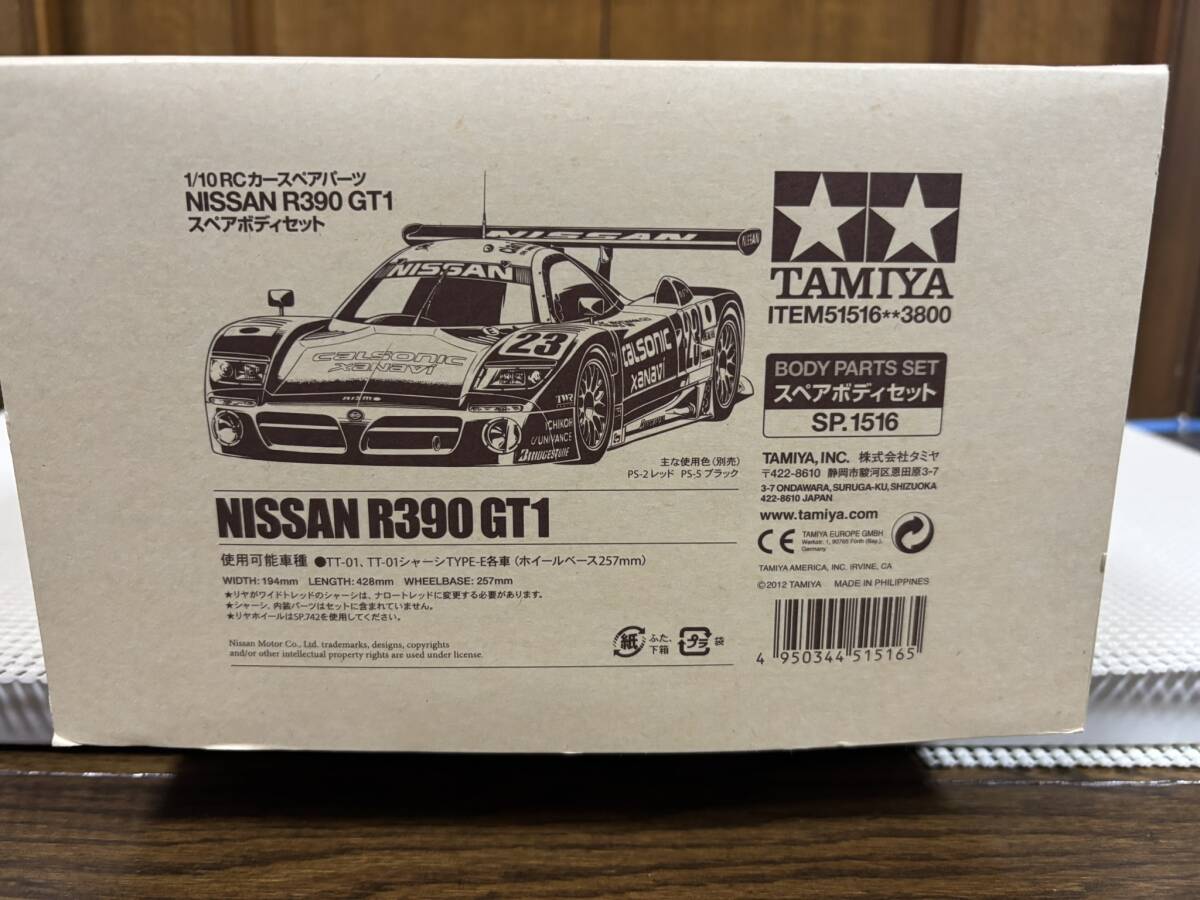 1/10 RCカースペアパーツ
NISSAN R390 GT1
スペアボディセット
NISSAN
NISSAN
NISSAN
23
calsonic
xanavi
nismo
calsonic
xanavi
23
TWR
ICHIKOH
UNIVANCE
BRIDGESTONE
主な使用色(別売)
PS-2 レッド PS-5 ブラック
TAMIYA
ITEM51516**3800
BODY PARTS SET
スペアボディセット
SP.1516
TAMIYA, INC. 株式会社タミヤ
〒422-8610 静岡市駿河区恩田原3-7
3-7 ONDAWARA, SURUGA-KU, SHIZUOKA
422-8610 JAPAN
www.tamiya.com
CE
TAMIYA EUROPE GMBH
Werkstr. 1, 90765 Fürth (Bay.),
Germany
TAMIYA AMERICA, INC. IRVINE, CA
©2012 TAMIYA MADE IN PHILIPPINES
4 950344 515165
NISSAN R390 GT1
使用可能車種 ●TT-01、TT-01シャーシTYPE-E各車 (ホイールベース257mm)
WIDTH: 194mm LENGTH: 428mm WHEELBASE: 257mm
★リヤがワイドトレッドのシャーシは、ナロートレッドに変更する必要があります。
★シャーシ、内装パーツはセットに含まれていません。
★リヤホイールはSP.742を使用してください。
Nissan Motor Co., Ltd. trademarks, designs, copyrights
and/or other intellectual property rights are used under license.
紙 ふた、下箱
プラ 袋